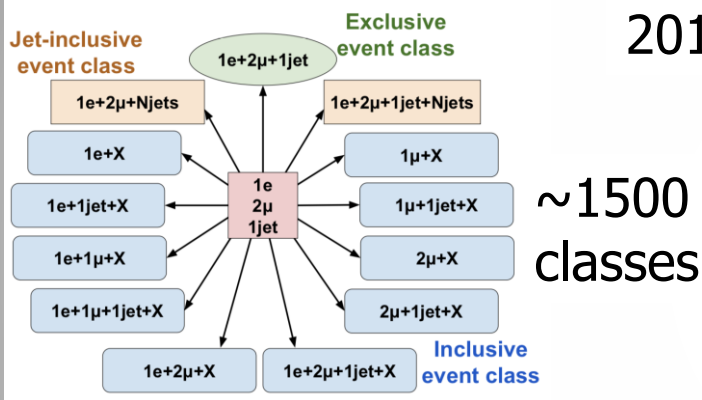 Jet-inclusive
event class
Exclusive
event class
201
1e+2μ+1jet
1e+2μ+Njets
1e+2μ+1jet+Njets
1e+X
1μ+X
1e
2μ
1jet
1e+1jet+X
1μ+1jet+X
~1500
classes
1e+1μ+X
2μ+X
1e+1μ+1jet+X
2μ+1jet+X
1e+2μ+X
1e+2μ+1jet+X
Inclusive
event class